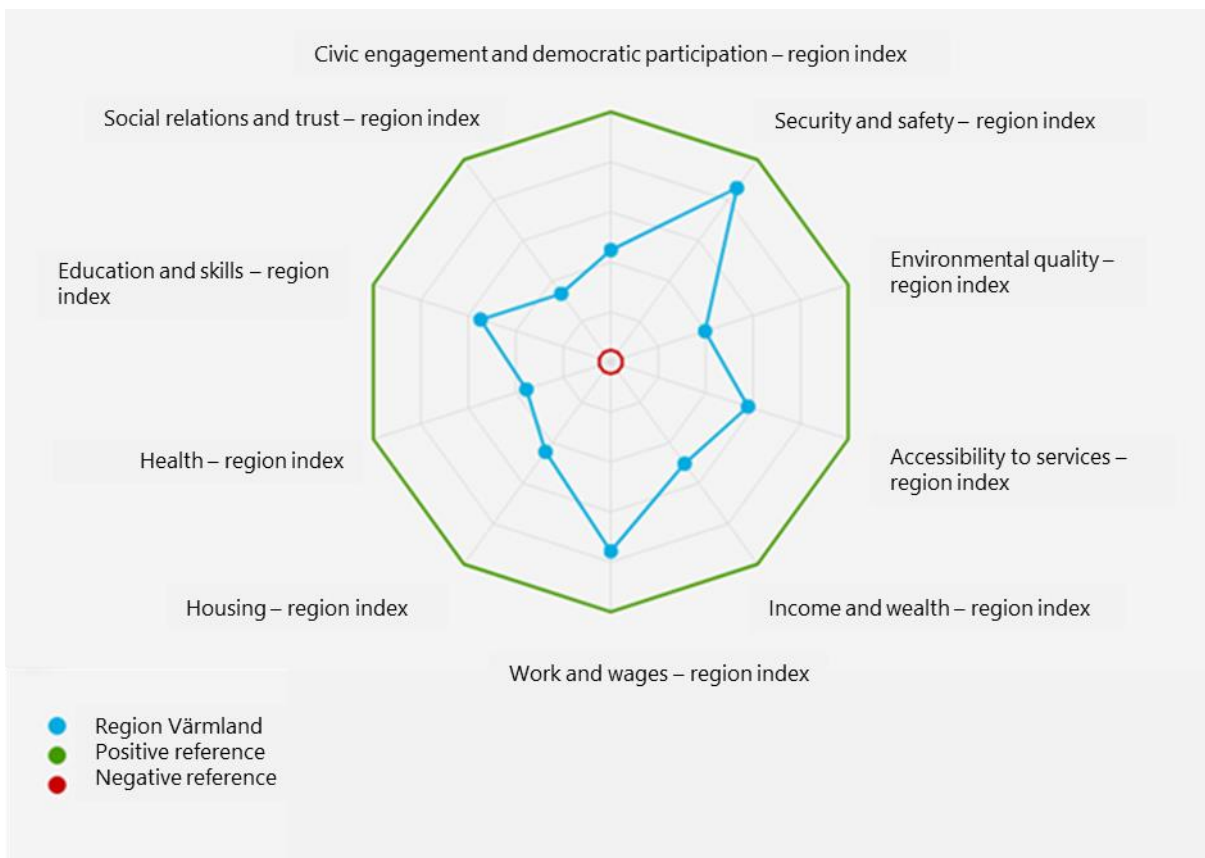 Civic engagement and democratic participation – region index
Social relations and trust – region index
Security and safety – region index
Education and skills – region
index
Environmental quality –
region index
Health – region index
Accessibility to services –
region index
Housing – region index
Income and wealth – region index
Work and wages – region index
Region Värmland
Positive reference
Negative reference